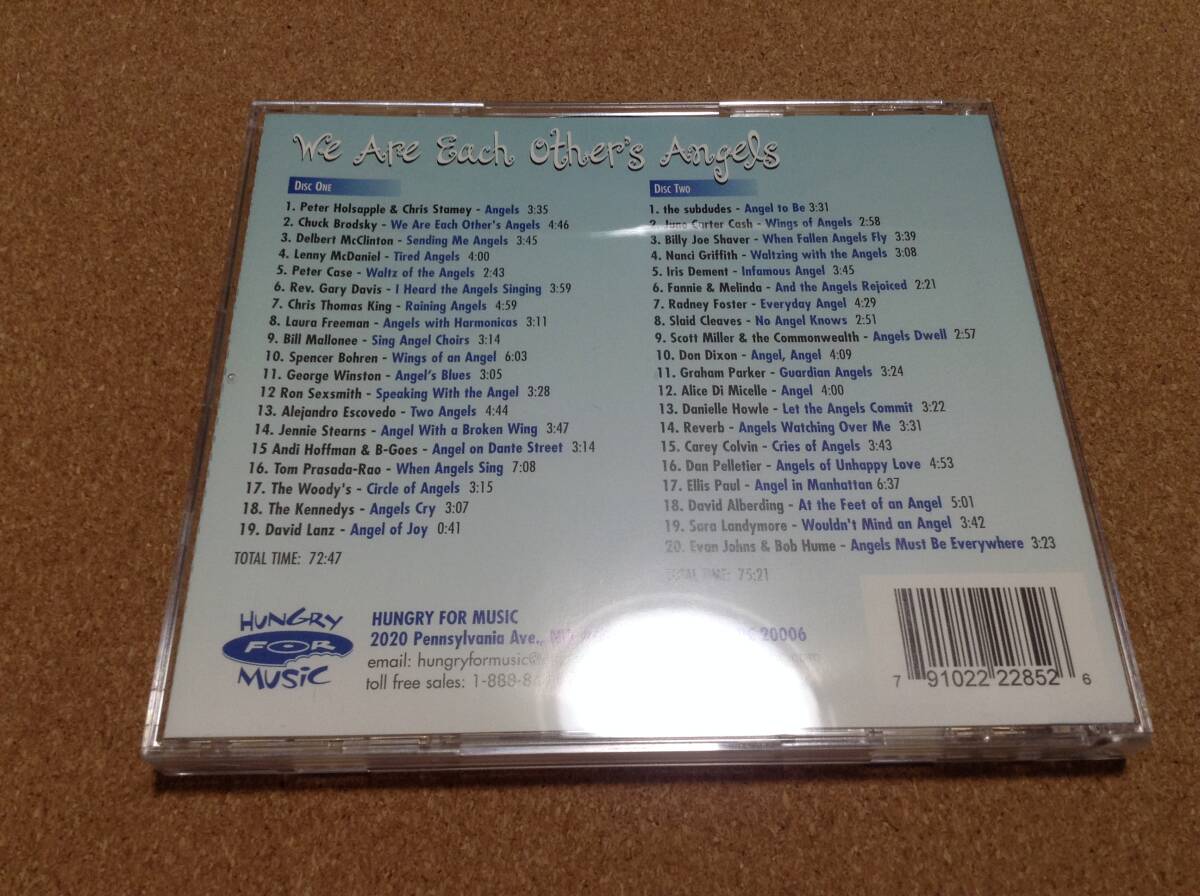 We Are Each Other's Angels
Disc One
1. Peter Holsapple & Chris Stamey - Angels 3:35
2. Chuck Brodsky - We Are Each Other's Angels 4:46
3. Delbert McClinton - Sending Me Angels 3:45
4. Lenny McDaniel - Tired Angels 4:00
5. Peter Case - Waltz of the Angels 2:43
6. Rev. Gary Davis - I Heard the Angels Singing 3:59
7. Chris Thomas King - Raining Angels 4:59
8. Laura Freeman - Angels with Harmonicas 3:11
9. Bill Mallonee - Sing Angel Choirs 3:14
10. Spencer Bohren - Wings of an Angel 6:03
11. George Winston - Angel's Blues 3:05
12 Ron Sexsmith - Speaking With the Angel 3:28
13. Alejandro Escovedo - Two Angels 4:44
14. Jennie Stearns - Angel With a Broken Wing 3:47
15 Andi Hoffman & B-Goes - Angel on Dante Street 3:14
16. Tom Prasada-Rao - When Angels Sing 7:08
17. The Woody's - Circle of Angels 3:15
18. The Kennedys - Angels Cry 3:07
19. David Lanz - Angel of Joy 0:41
TOTAL TIME: 72:47
Disc Two
1. the subdudes - Angel to Be 3:31
2. June Carter Cash - Wings of Angels 2:58
3. Billy Joe Shaver - When Fallen Angels Fly 3:39
4. Nanci Griffith - Waltzing with the Angels 3:08
5. Iris Dement - Infamous Angel 3:45
6. Fannie & Melinda - And the Angels Rejoiced 2:21
7. Radney Foster - Everyday Angel 4:29
8. Slaid Cleaves - No Angel Knows 2:51
9. Scott Miller & the Commonwealth - Angels Dwell 2:57
10. Don Dixon - Angel, Angel 4:09
11. Graham Parker - Guardian Angels 3:24
12. Alice Di Micelle - Angel 4:00
13. Danielle Howle - Let the Angels Commit 3:22
14. Reverb - Angels Watching Over Me 3:31
15. Carey Colvin - Cries of Angels 3:43
16. Dan Pelletier - Angels of Unhappy Love 4:53
17. Ellis Paul - Angel in Manhattan 6:37
18. David Alberding - At the Feet of an Angel 5:01
19. Sara Landymore - Wouldn't Mind an Angel 3:42
20. Evan Johns & Bob Hume - Angels Must Be Everywhere 3:23
TOTAL TIME: 75:21
HUNGRY FOR MUSIC
HUNGRY FOR MUSIC
2020 Pennsylvania Ave., 20006
email:
toll free sales:
7 91022 22852 6